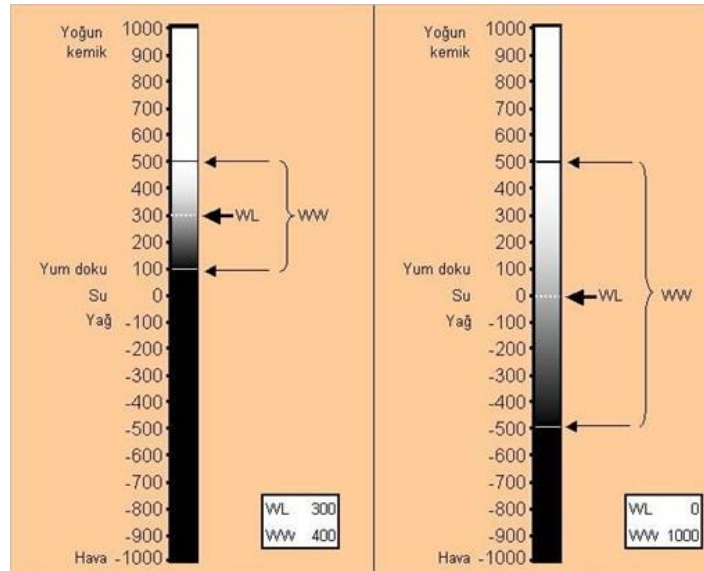 Yoğun kemik 1000
900
800
700
600
500
400
300 WL WW
200
Yum doku 100
Su 0
Yağ -100
-200
-300
-400
-500
-600
-700
-800
-900
Hava -1000
WL 300
WW 400
Yoğun kemik 1000
900
800
700
600
500
400
300
200
Yum doku 100
Su 0 WL WW
Yağ -100
-200
-300
-400
-500
-600
-700
-800
-900
Hava -1000
WL 0
WW 1000